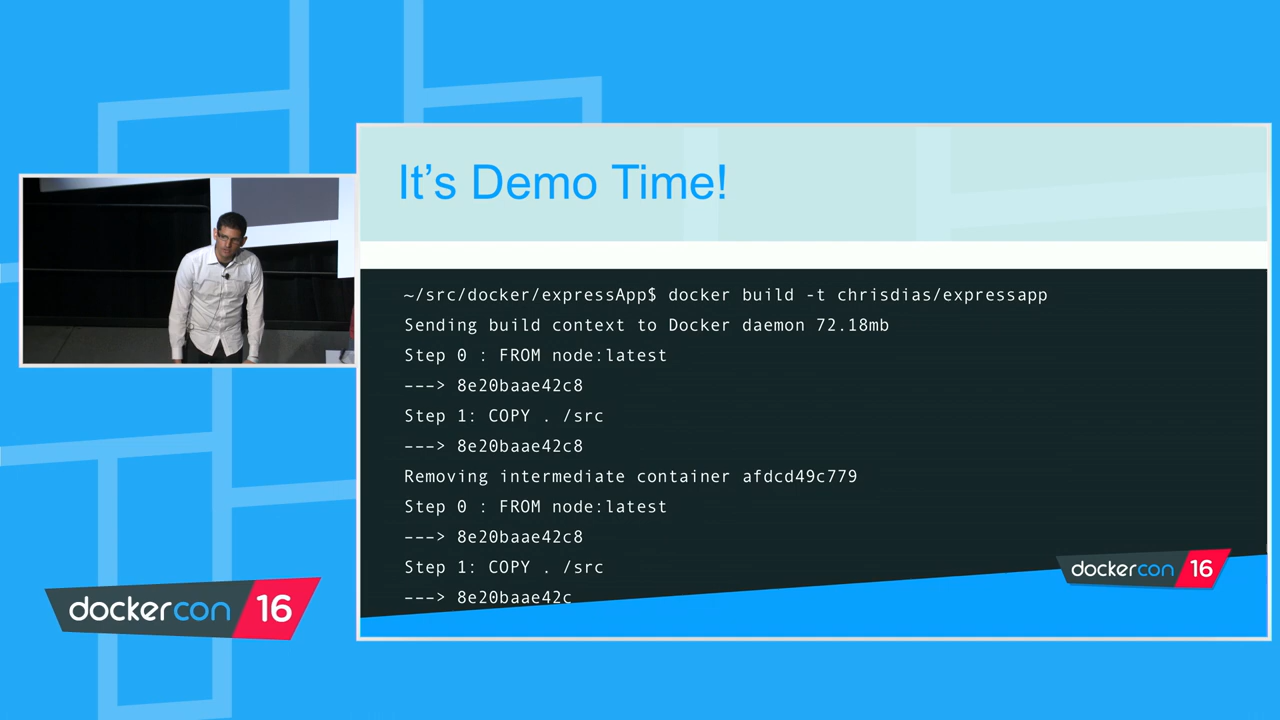 It's Demo Time!
~/src/docker/expressApp$ docker build -t chrisdias/expressapp
Sending build context to Docker daemon 72.18mb
Step 0 : FROM node:latest
---> 8e20baae42c8
Step 1: COPY . /src
---> 8e20baae42c8
Removing intermediate container afdcd49c779
Step 0 : FROM node:latest
---> 8e20baae42c8
Step 1: COPY . /src
---> 8e20baae42c
dockercon 16
dockercon 16